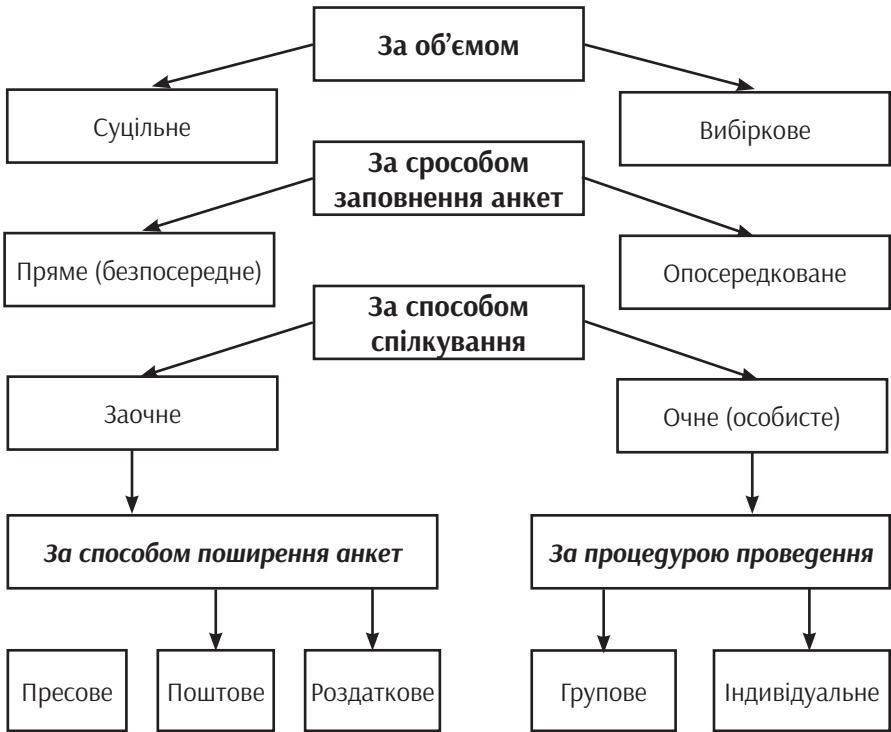 За об’ємом
Суцільне
Вибіркове
За срособом
заповнення анкет
Пряме (безпосереднє)
Опосередковане
За способом
спілкування
Заочне
Очне (особисте)
За способом поширення анкет
За процедурою проведення
Пресове
Поштове
Роздаткове
Групове
Індивідуальне